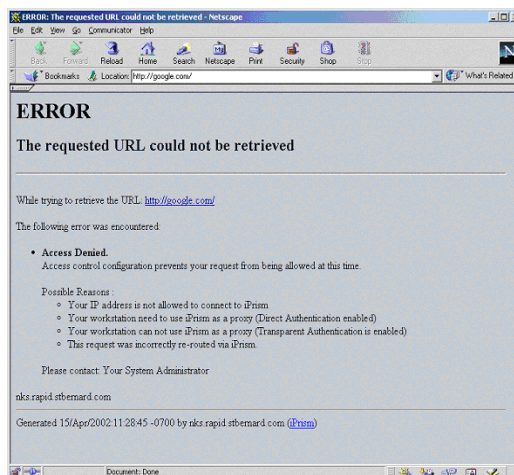 ERROR: The requested URL could not be retrieved - Netscape
File Edit View Go Communicator Help
Back Forward Reload Home Search Netscape Print Security Shop Stop
Bookmarks Location: http://google.com/ What's Related
ERROR
The requested URL could not be retrieved
While trying to retrieve the URL: http://google.com/
The following error was encountered:
Access Denied.
Access control configuration prevents your request from being allowed at this time.
Possible Reasons :
Your IP address is not allowed to connect to iPrism
Your workstation need to use iPrism as a proxy (Direct Authentication enabled)
Your workstation can not use iPrism as a proxy (Transparent Authentication is enabled)
This request was incorrectly re-routed via iPrism.
Please contact: Your System Administrator
nks.rapid.stbernard.com
Generated 15/Apr/2002:11:28:45 -0700 by nks.rapid.stbernard.com (iPrism)
Document: Done